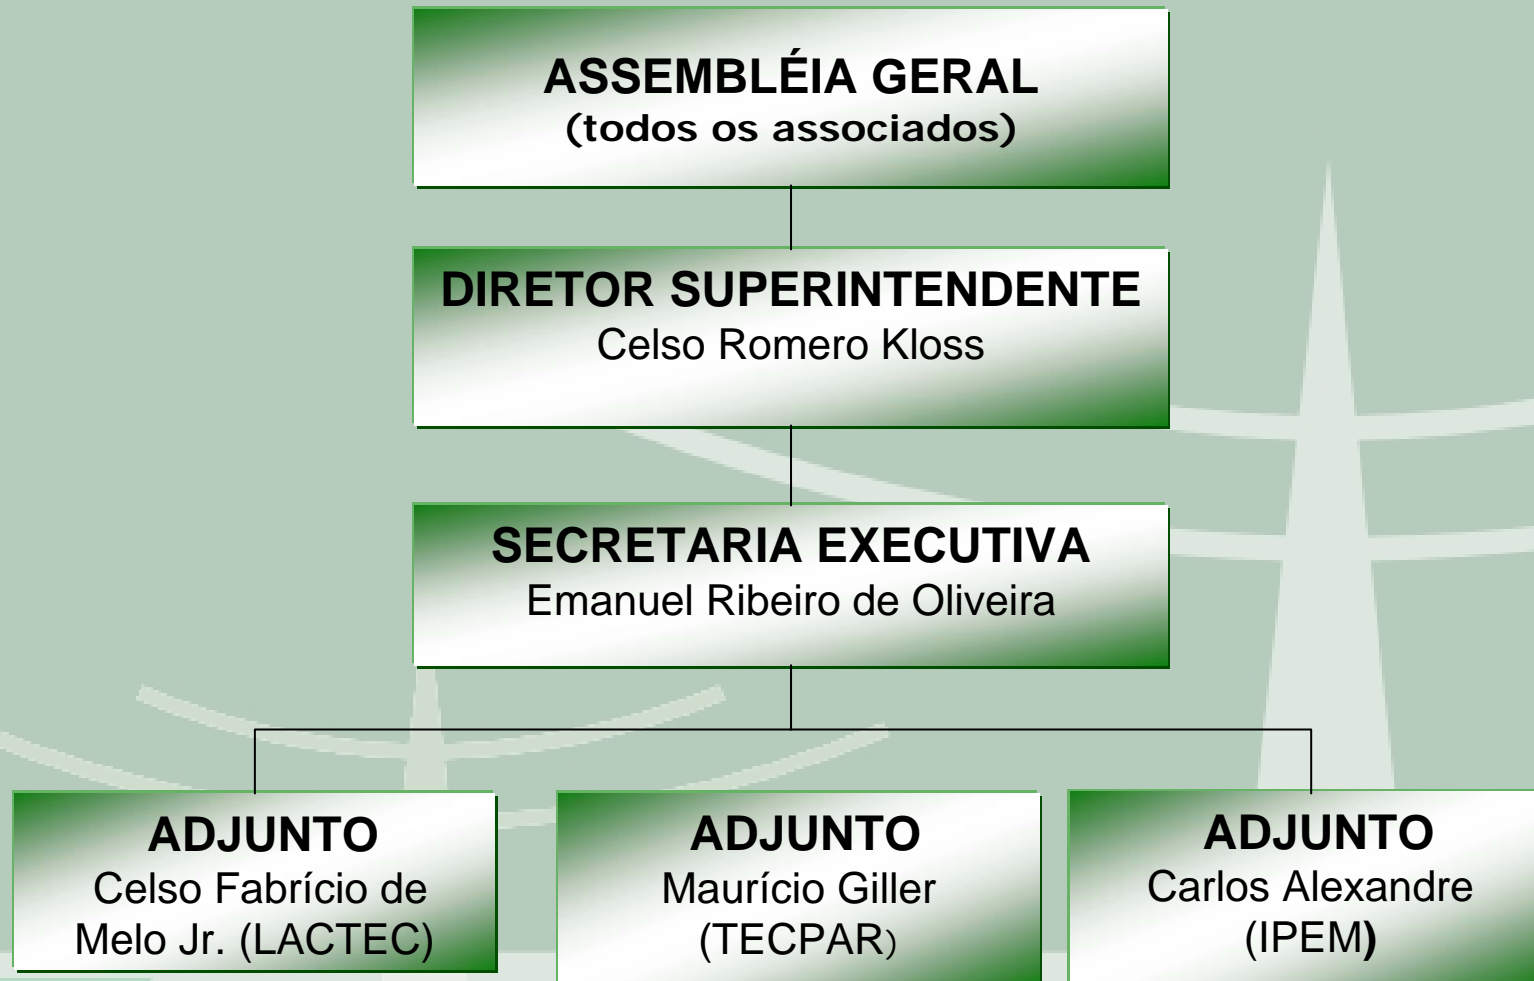 ASSEMBLÉIA GERAL
(todos os associados)
DIRETOR SUPERINTENDENTE
Celso Romero Kloss
SECRETARIA EXECUTIVA
Emanuel Ribeiro de Oliveira
ADJUNTO
Celso Fabrício de
Melo Jr. (LACTEC)
ADJUNTO
Maurício Giller
(TECPAR)
ADJUNTO
Carlos Alexandre
(IPEM)